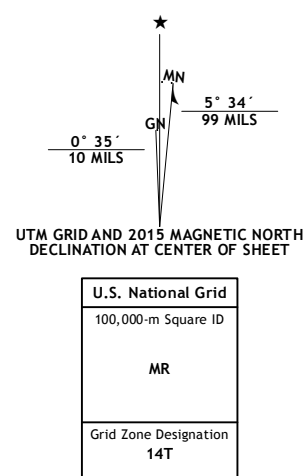 ★
MN
GN
5° 34´
99 MILS
0° 35´
10 MILS
UTM GRID AND 2015 MAGNETIC NORTH
DECLINATION AT CENTER OF SHEET
U.S. National Grid
100,000-m Square ID
MR
Grid Zone Designation
14T